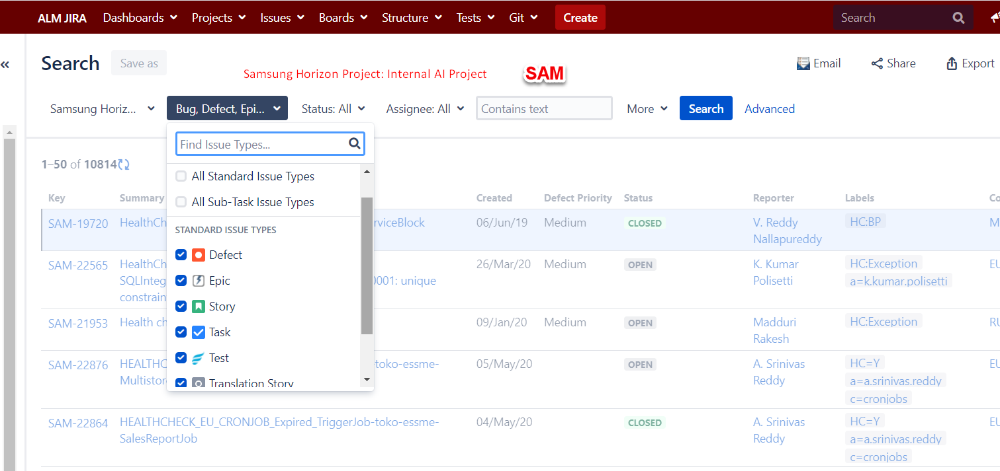 ALM JIRA Dashboards Projects Issues Boards Structure Tests Git Create Search
Search Save as Samsung Horizon Project: Internal AI Project SAM Email Share Export
Samsung Horiz... Bug, Defect, Epi... Status: All Assignee: All Contains text More Search Advanced
Find Issue Types...
All Standard Issue Types
All Sub-Task Issue Types
STANDARD ISSUE TYPES
Defect
Epic
Story
Task
Test
Translation Story
1–50 of 10814
Key Summary Created Defect Priority Status Reporter Labels Co
SAM-19720 HealthCh rviceBlock 06/Jun/19 Medium CLOSED V. Reddy HC:BP M
Nallapureddy
SAM-22565 HealthCh 26/Mar/20 Medium OPEN K. Kumar HC:Exception EU
SQLInteg 0001: unique Polisetti a=k.kumar.polisetti
constrain
SAM-21953 Health ch 09/Jan/20 Medium OPEN Madduri HC:Exception RU
Rakesh
SAM-22876 HEALTHC -toko-essme- 05/May/20 OPEN A. Srinivas HC=Y EU
Multistor Reddy a=a.srinivas.reddy
c=cronjobs
SAM-22864 HEALTHCHECK_EU_CRONJOB_Expired_TriggerJob-toko-essme- 04/May/20 CLOSED A. Srinivas HC=Y EU
SalesReportJob Reddy a=a.srinivas.reddy
c=cronjobs